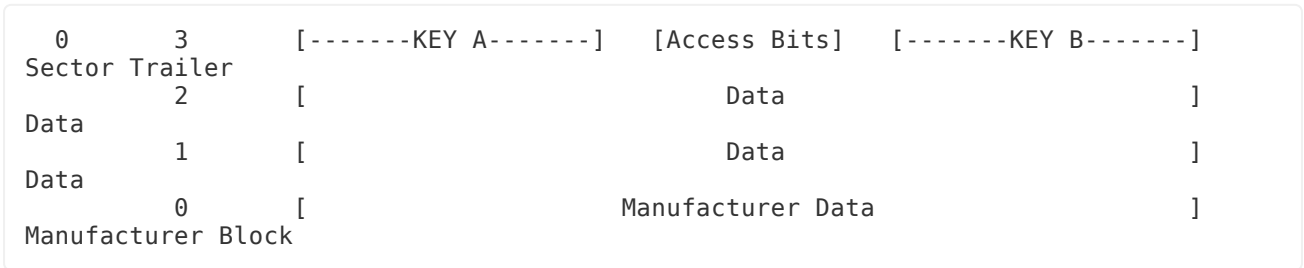 0 3 [-------KEY A-------] [Access Bits] [-------KEY B-------]
Sector Trailer
2 [ Data ]
Data
1 [ Data ]
Data
0 [ Manufacturer Data ]
Manufacturer Block